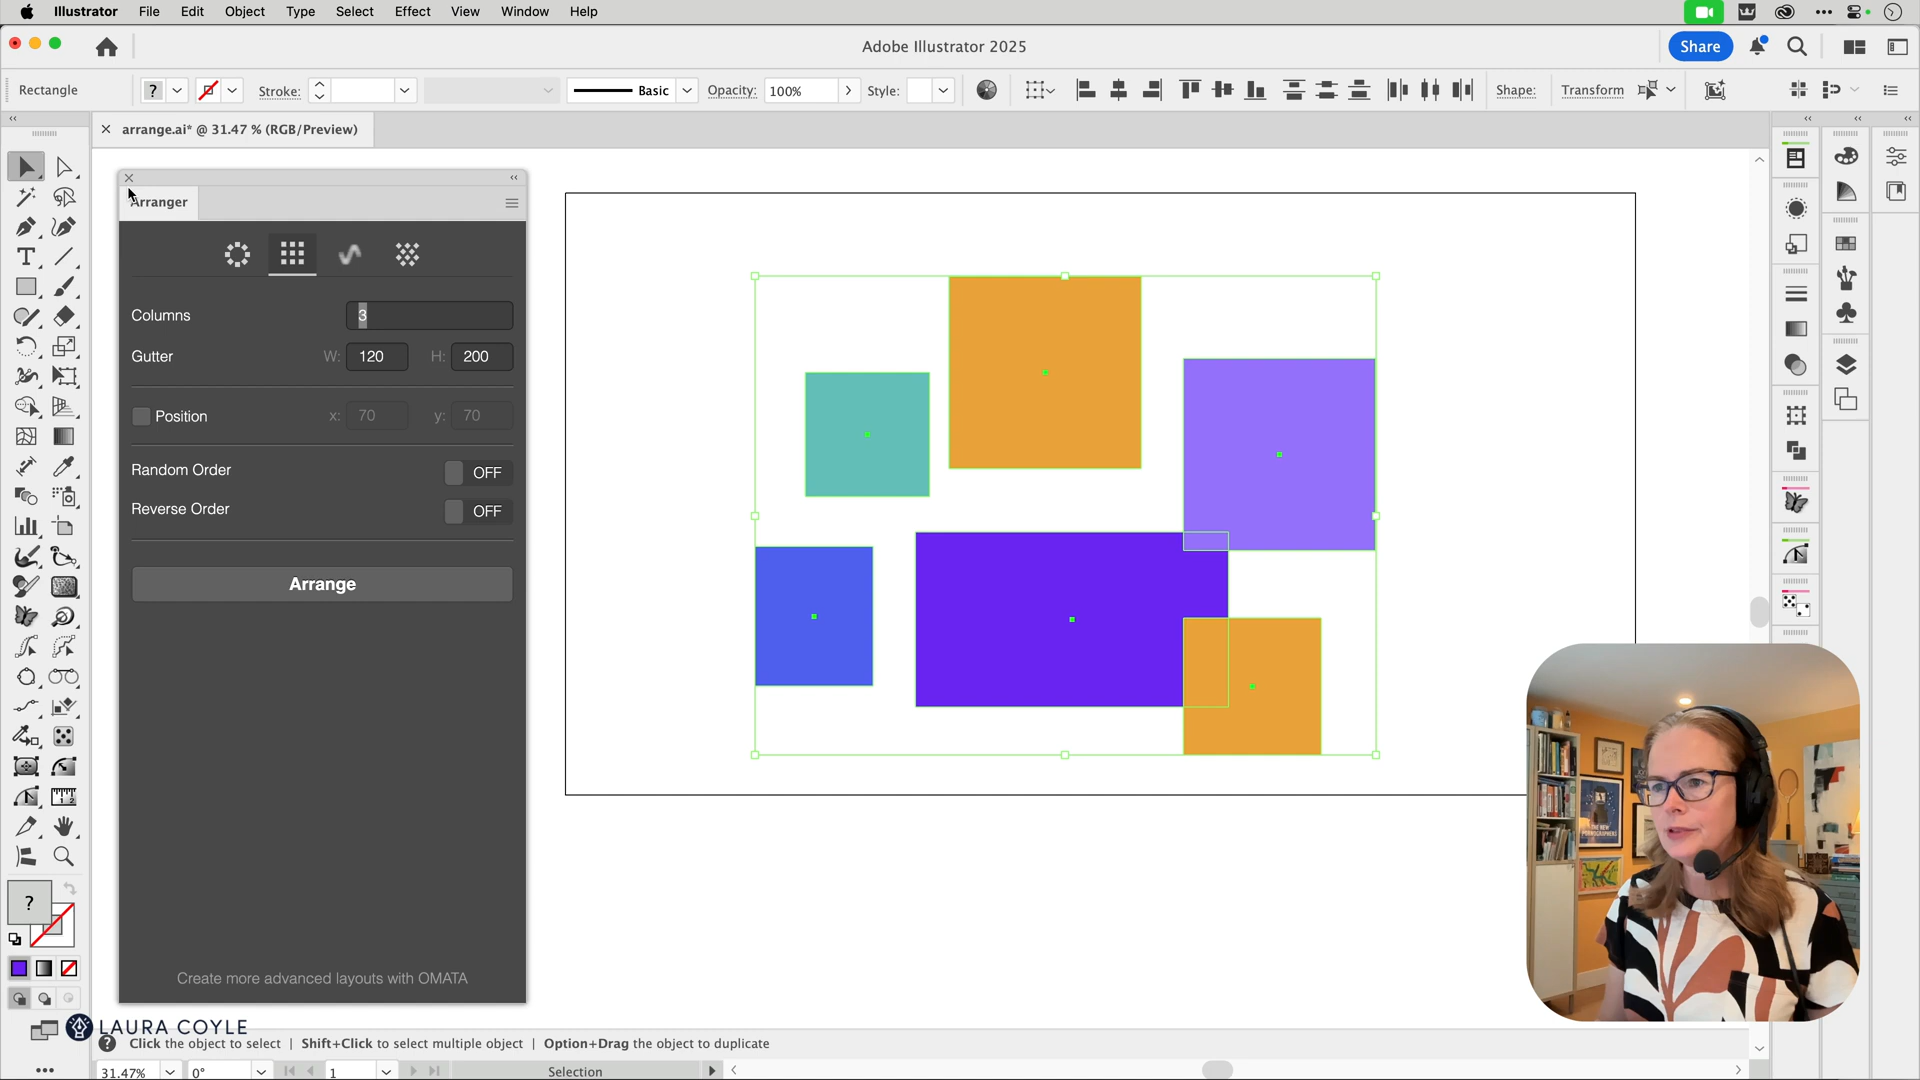 Illustrator File Edit Object Type Select Effect View Window Help
Adobe Illustrator 2025
Share
Rectangle
?
Stroke:
Basic
Opacity:
100%
Style:
Shape:
Transform
arrange.ai* @ 31.47 % (RGB/Preview)
Arranger
Columns
3
Gutter
W: 120
H: 200
Position
x: 70
y: 70
Random Order
OFF
Reverse Order
OFF
Arrange
Create more advanced layouts with OMATA
?
LAURA COYLE
Click the object to select | Shift+Click to select multiple object | Option+Drag the object to duplicate
31.47%
0°
1
Selection